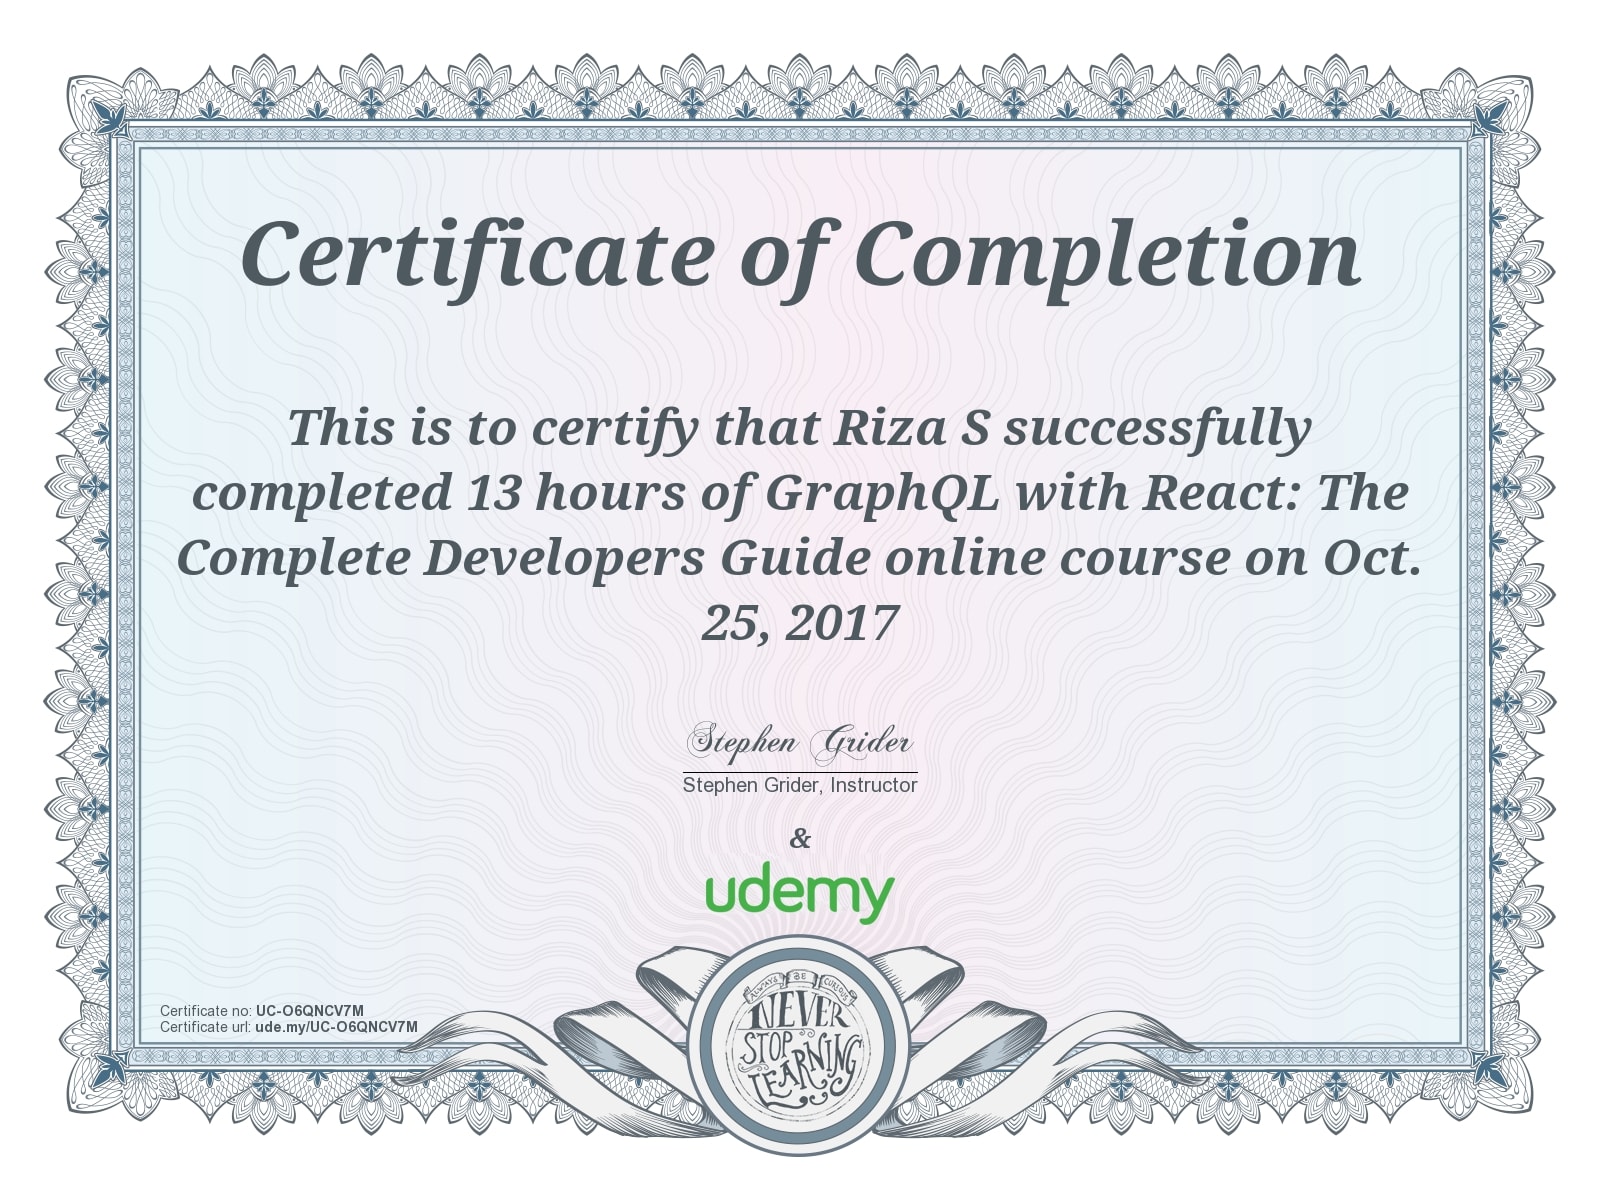 Certificate of Completion
This is to certify that Riza S successfully
completed 13 hours of GraphQL with React: The
Complete Developers Guide online course on Oct.
25, 2017
Stephen Grider
Stephen Grider, Instructor
&
udemy
ALWAYS BE CURIOUS
NEVER
STOP
LEARNING
Certificate no: UC-O6QNCV7M
Certificate url: ude.my/UC-O6QNCV7M